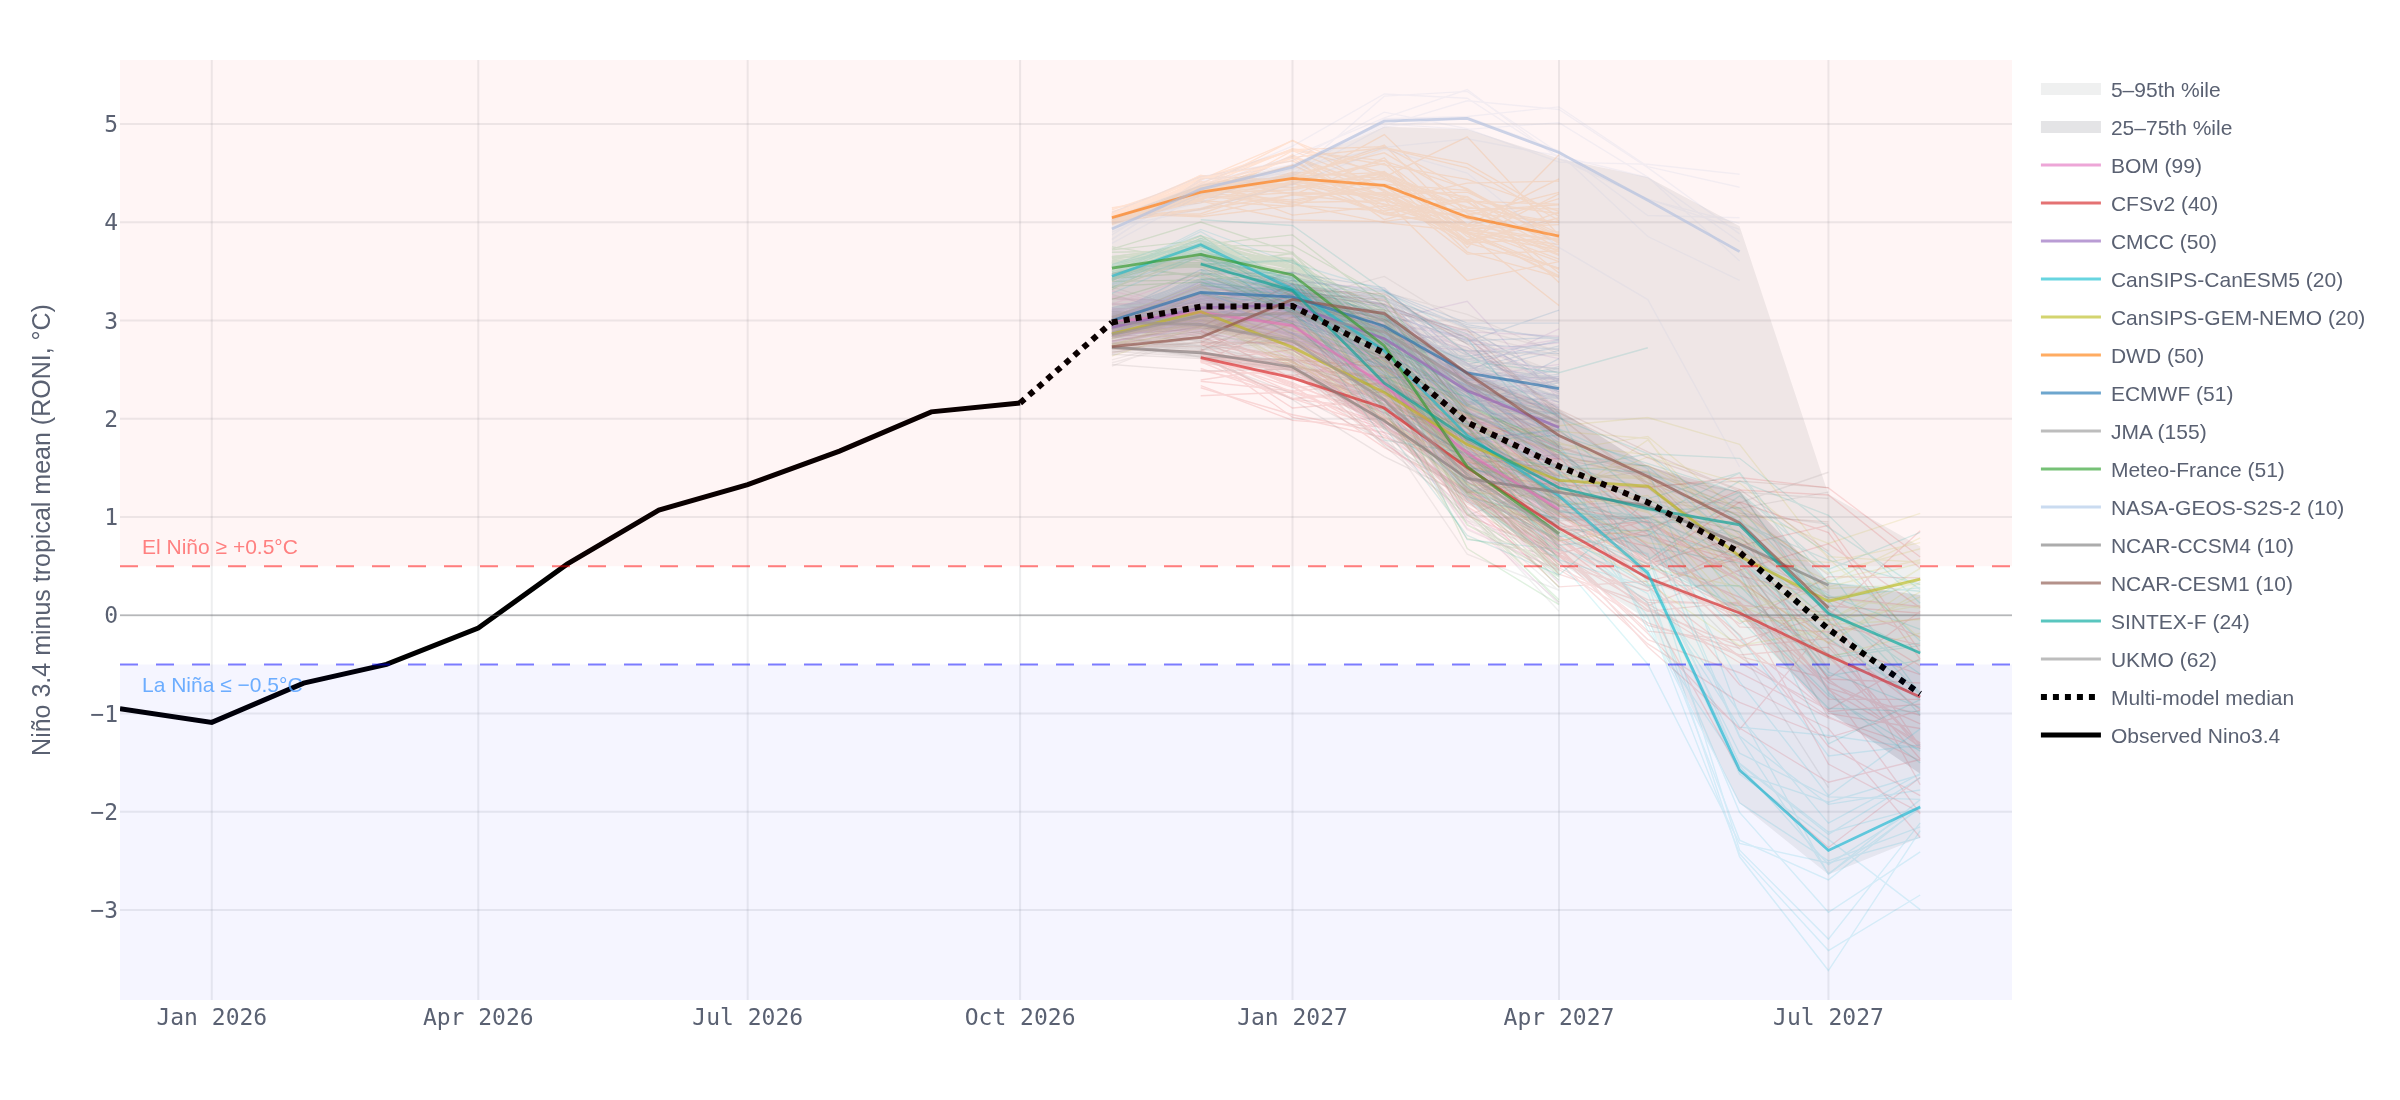 Niño 3.4 minus tropical mean (RONI, °C)
5
4
3
2
1
0
−1
−2
−3
El Niño ≥ +0.5°C
La Niña ≤ −0.5°C
Jan 2026
Apr 2026
Jul 2026
Oct 2026
Jan 2027
Apr 2027
Jul 2027
5–95th %ile
25–75th %ile
BOM (99)
CFSv2 (40)
CMCC (50)
CanSIPS-CanESM5 (20)
CanSIPS-GEM-NEMO (20)
DWD (50)
ECMWF (51)
JMA (155)
Meteo-France (51)
NASA-GEOS-S2S-2 (10)
NCAR-CCSM4 (10)
NCAR-CESM1 (10)
SINTEX-F (24)
UKMO (62)
Multi-model median
Observed Nino3.4